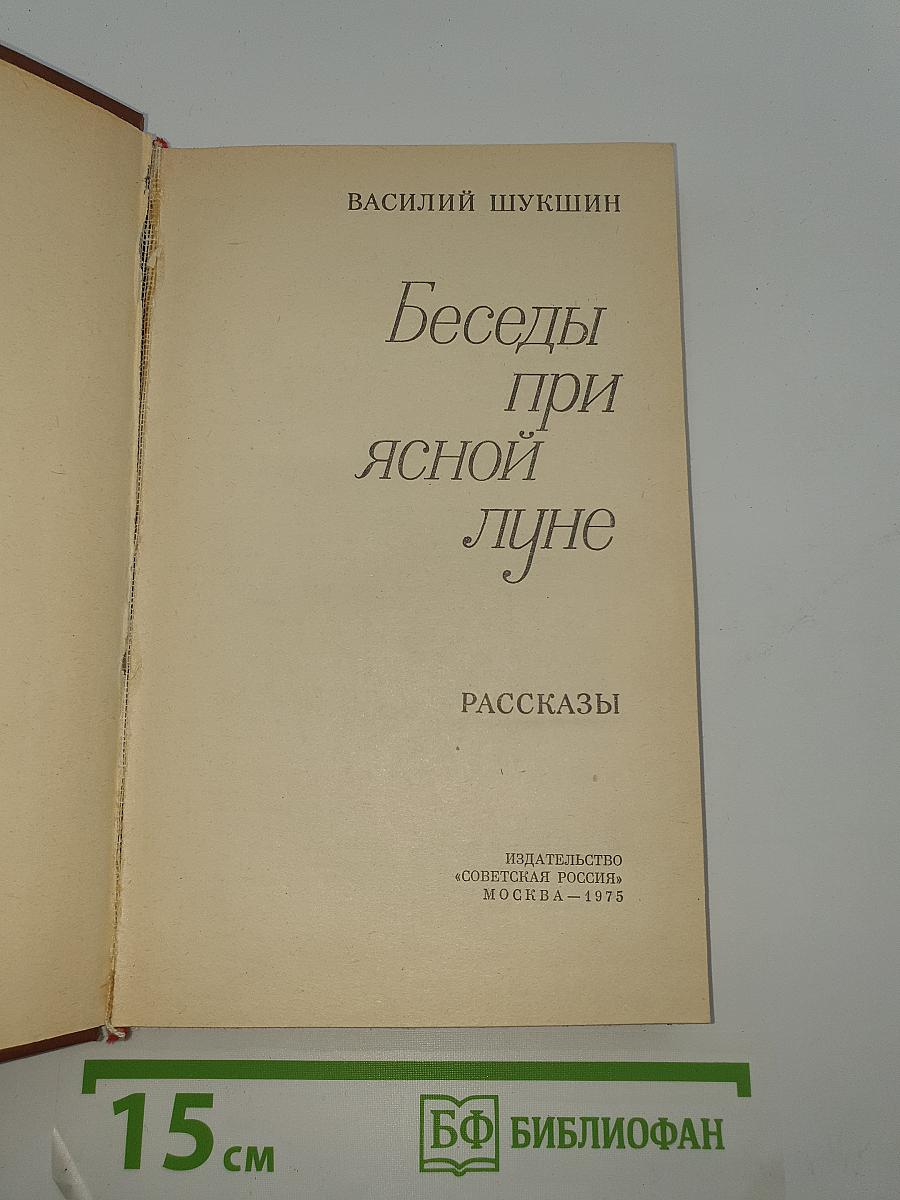 ВАСИЛИЙ ШУКШИН
Беседы
при
ясной
луне
РАССКАЗЫ
ИЗДАТЕЛЬСТВО
«СОВЕТСКАЯ РОССИЯ»
МОСКВА—1975
15 см
БФ БИБЛИОФАН